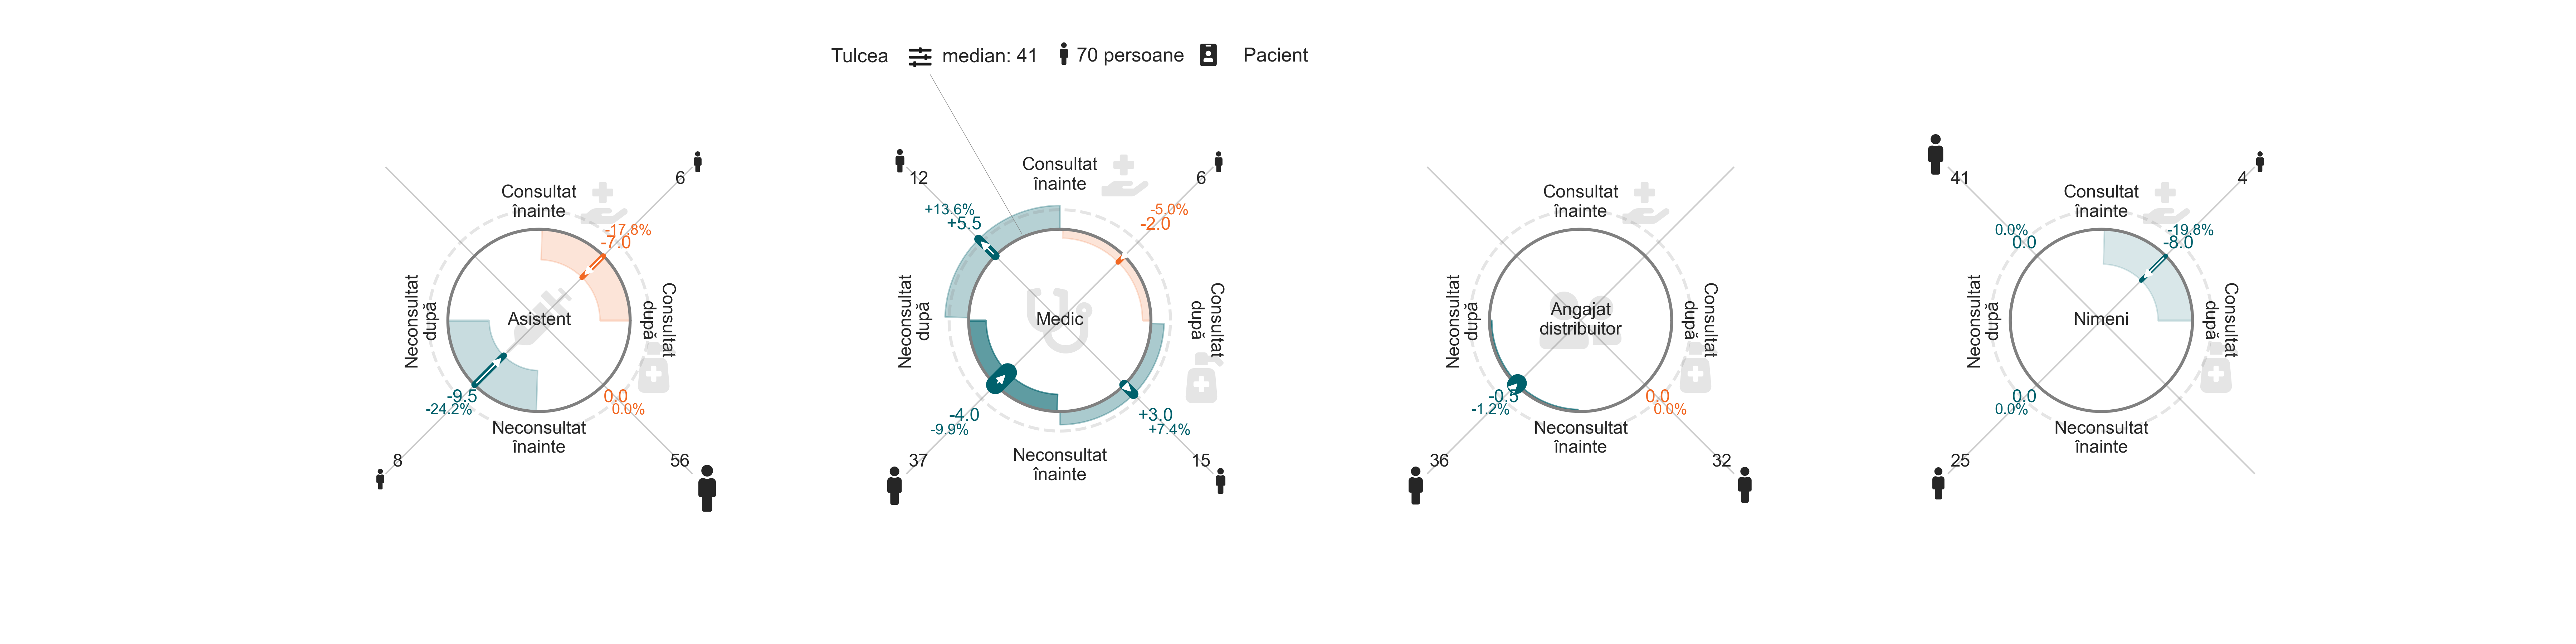 Tulcea median: 41 70 persoane Pacient
6
Consultat
înainte
-17.8%
-7.0
Neconsultat
după
Asistent
Consultat
după
-9.5
-24.2%
0.0
0.0%
Neconsultat
înainte
8
56
12
6
Consultat
înainte
+13.6%
+5.5
-5.0%
-2.0
Neconsultat
după
Medic
Consultat
după
-4.0
-9.9%
+3.0
+7.4%
Neconsultat
înainte
37
15
Consultat
înainte
Neconsultat
după
Angajat
distribuitor
Consultat
după
-0.5
-1.2%
0.0
0.0%
Neconsultat
înainte
36
32
41
4
Consultat
înainte
0.0%
0.0
-19.8%
-8.0
Neconsultat
după
Nimeni
Consultat
după
0.0
0.0%
Neconsultat
înainte
25